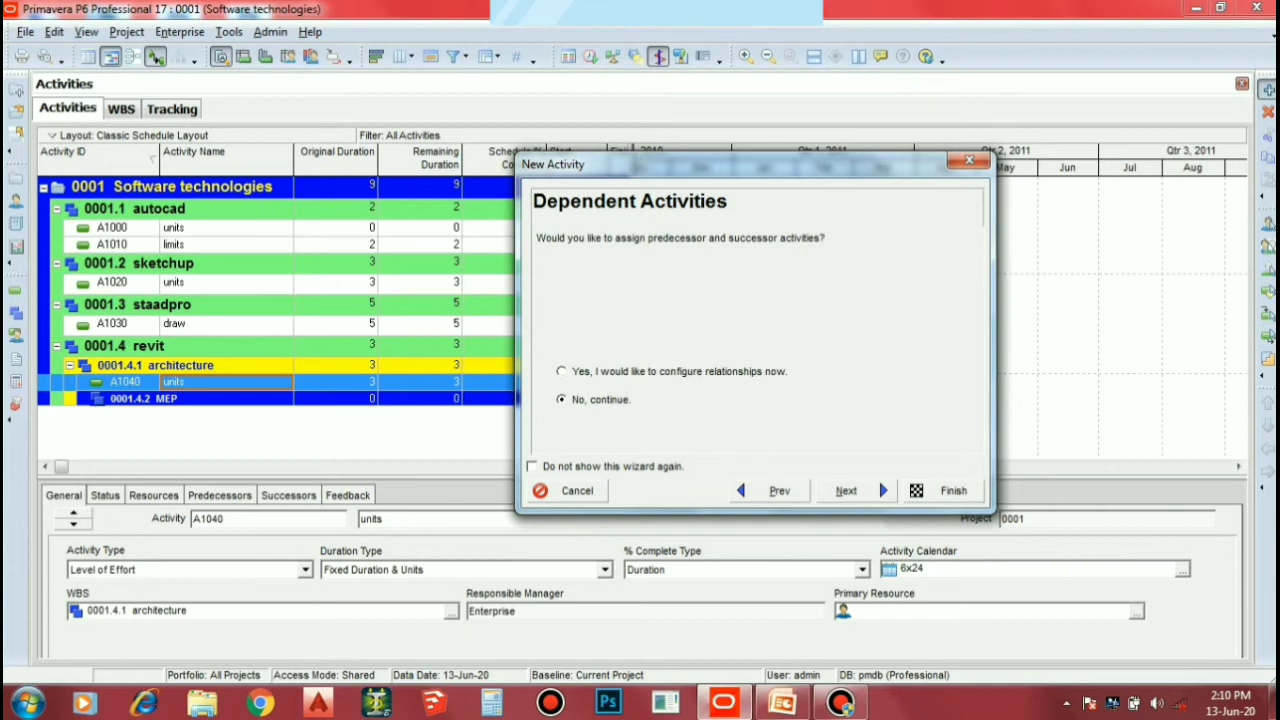 Primavera P6 Professional 17 : 0001 (Software technologies)
File Edit View Project Enterprise Tools Admin Help
Activities
Activities WBS Tracking
Layout: Classic Schedule Layout Filter: All Activities
Activity ID Activity Name Original Duration Remaining Duration
Qtr 1, 2011 Qtr 2, 2011 Qtr 3, 2011
May Jun Jul Aug
0001 Software technologies 9 9
0001.1 autocad 2 2
A1000 units 0 0
A1010 limits 2 2
0001.2 sketchup 3 3
A1020 units 3 3
0001.3 staadpro 5 5
A1030 draw 5 5
0001.4 revit 3 3
0001.4.1 architecture 3 3
A1040 units 3 3
0001.4.2 MEP 0 0
New Activity
Dependent Activities
Would you like to assign predecessor and successor activities?
Yes, I would like to configure relationships now.
No, continue.
Do not show this wizard again.
Cancel Prev Next Finish
General Status Resources Predecessors Successors Feedback
Activity A1040 units Project 0001
Activity Type Duration Type % Complete Type Activity Calendar
Level of Effort Fixed Duration & Units Duration 6x24
WBS Responsible Manager Primary Resource
0001.4.1 architecture Enterprise
Portfolio: All Projects Access Mode: Shared Data Date: 13-Jun-20 Baseline: Current Project User: admin DB: pmdb (Professional)
Ps
2:10 PM
13-Jun-20